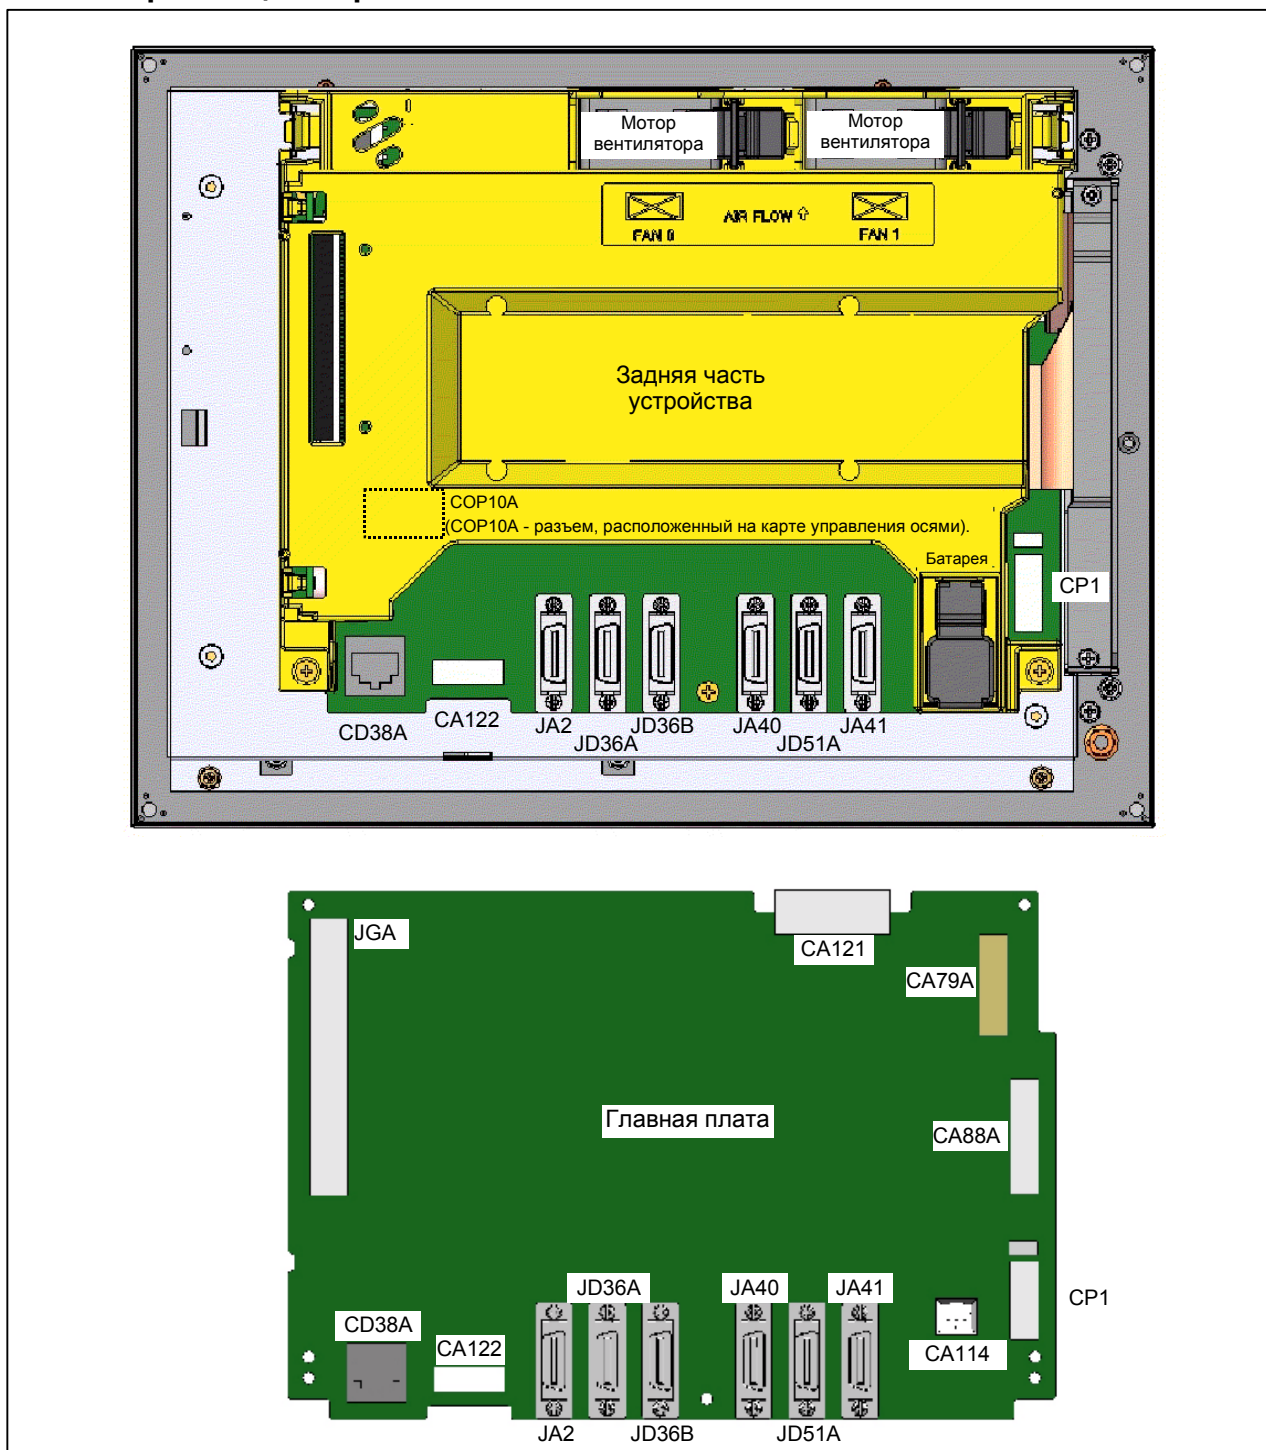 Мотор
вентилятора
Мотор
вентилятора
AIR FLOW
FAN 0
FAN 1
Задняя часть
устройства
COP10A
(COP10A - разъем, расположенный на карте управления осями).
Батарея
CP1
CD38A
CA122
JA2
JD36A
JD36B
JA40
JD51A
JA41
JGA
CA121
CA79A
Главная плата
CA88A
CP1
JD36A
JA40
JA41
CD38A
CA122
CA114
JA2
JD36B
JD51A